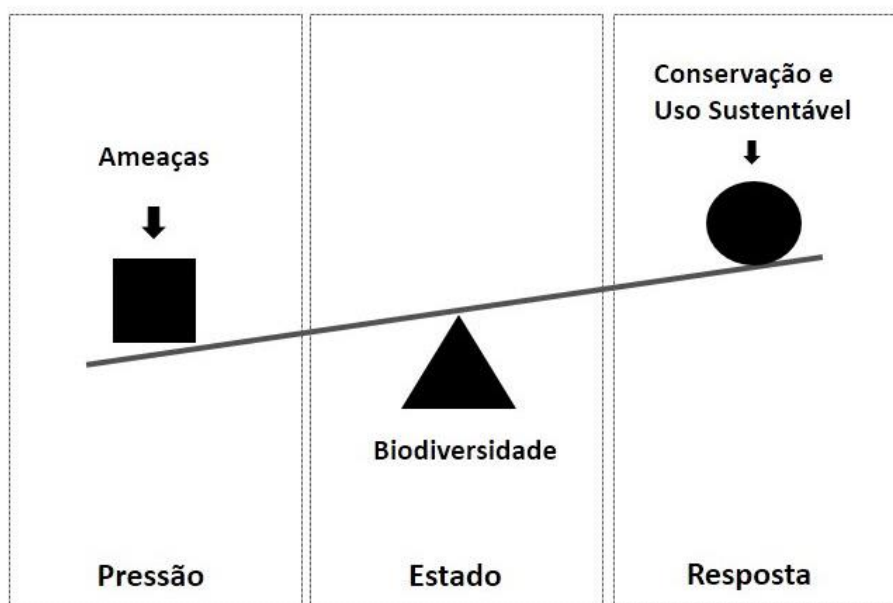 Ameaças
Conservação e
Uso Sustentável
Biodiversidade
Pressão
Estado
Resposta